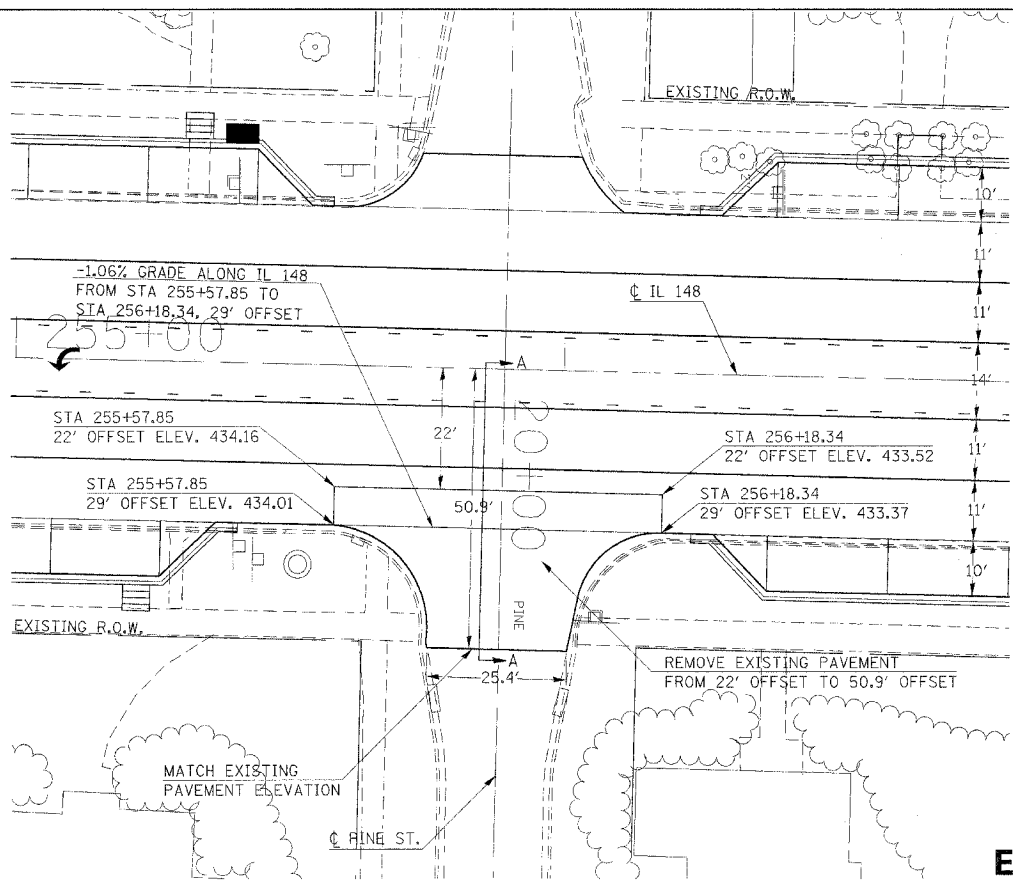 EXISTING R.O.W.
10'
11'
-1.06% GRADE ALONG IL 148
FROM STA 255+57.85 TO
STA 256+18.34, 29' OFFSET
℄ IL 148
11'
255+00
14'
A
STA 255+57.85
22' OFFSET ELEV. 434.16
22'
200+00
STA 256+18.34
22' OFFSET ELEV. 433.52
11'
STA 255+57.85
29' OFFSET ELEV. 434.01
50.9'
STA 256+18.34
29' OFFSET ELEV. 433.37
11'
10'
PINE
EXISTING R.O.W.
A
25.4'
REMOVE EXISTING PAVEMENT
FROM 22' OFFSET TO 50.9' OFFSET
MATCH EXISTING
PAVEMENT ELEVATION
℄ PINE ST.
E